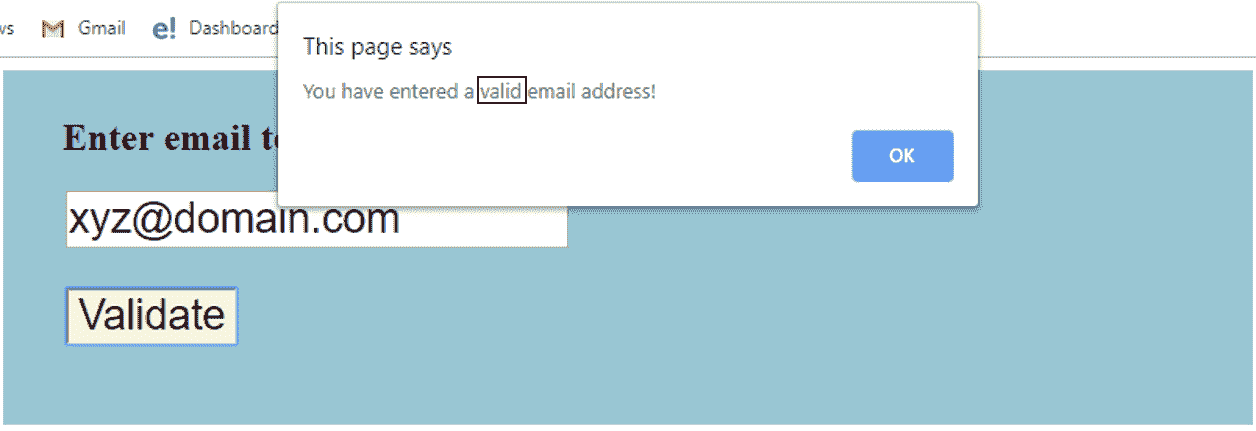 ws Gmail e! Dashboard
This page says
You have entered a valid email address!
OK
Enter email to
xyz@domain.com
Validate